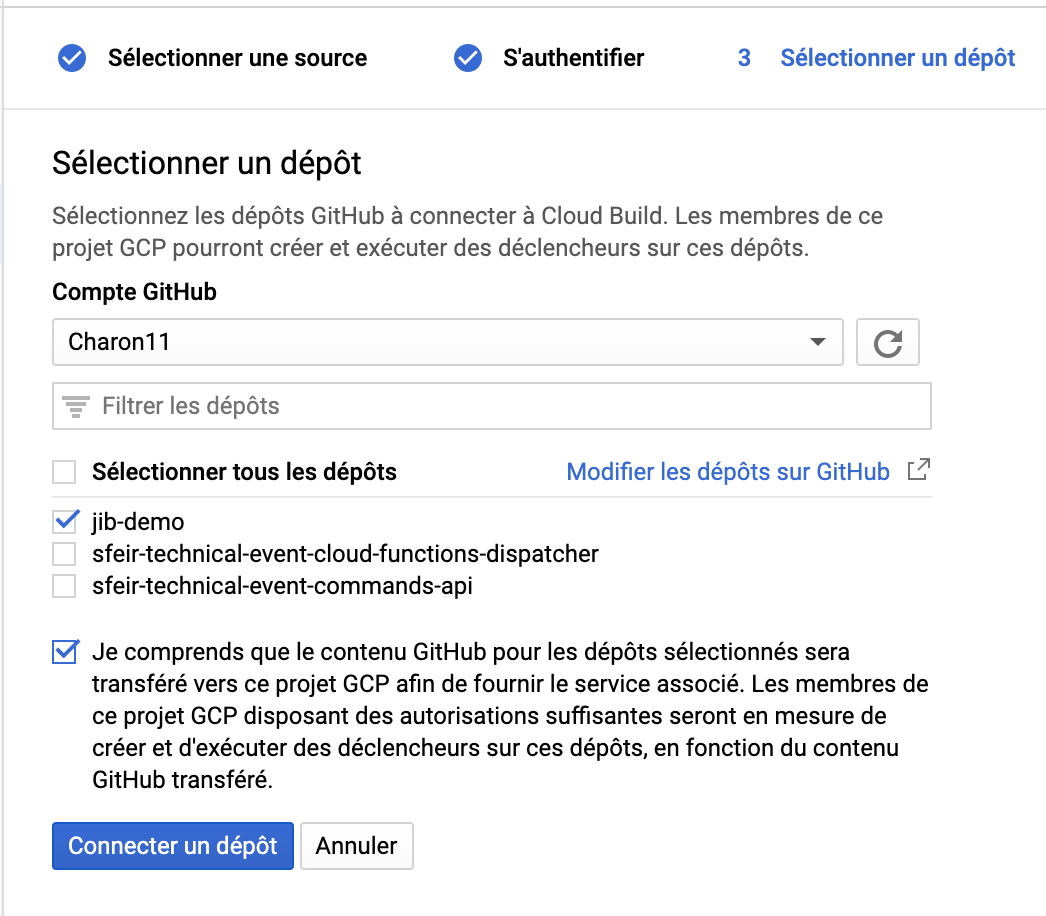 Sélectionner une source S'authentifier 3 Sélectionner un dépôt
Sélectionner un dépôt
Sélectionnez les dépôts GitHub à connecter à Cloud Build. Les membres de ce
projet GCP pourront créer et exécuter des déclencheurs sur ces dépôts.
Compte GitHub
Charon11
Filtrer les dépôts
Sélectionner tous les dépôts Modifier les dépôts sur GitHub
jib-demo
sfeir-technical-event-cloud-functions-dispatcher
sfeir-technical-event-commands-api
Je comprends que le contenu GitHub pour les dépôts sélectionnés sera
transféré vers ce projet GCP afin de fournir le service associé. Les membres de
ce projet GCP disposant des autorisations suffisantes seront en mesure de
créer et d'exécuter des déclencheurs sur ces dépôts, en fonction du contenu
GitHub transféré.
Connecter un dépôt Annuler